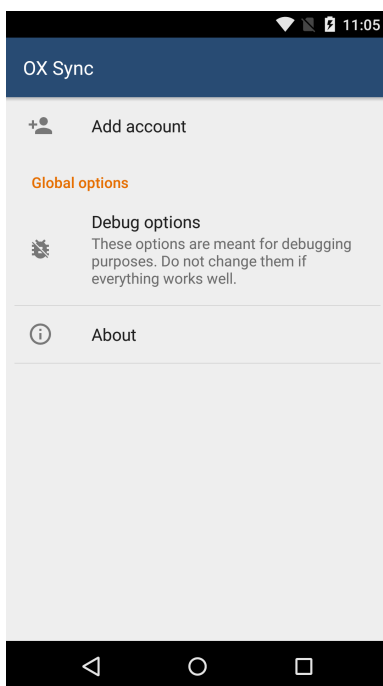 11:05
OX Sync
Add account
Global options
Debug options
These options are meant for debugging
purposes. Do not change them if
everything works well.
About